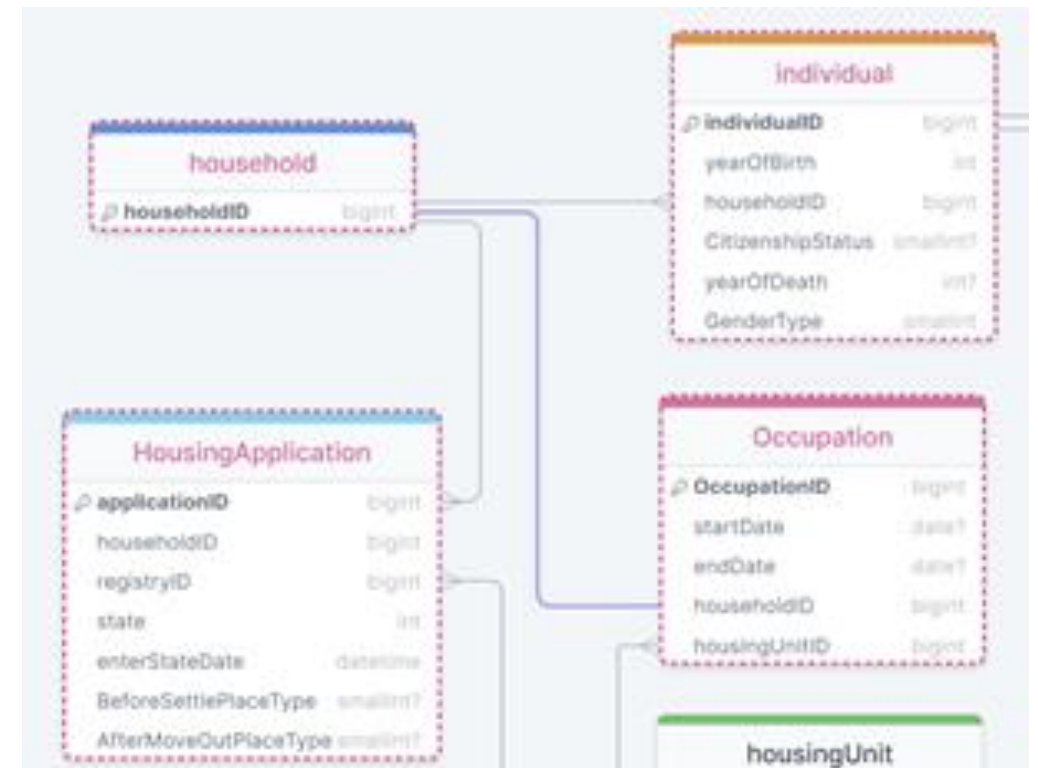 household
householdID bigint
individual
individualID bigint
yearOfBirth int
householdID bigint
CitizenshipStatus smallint?
yearOfDeath int?
GenderType smallint
HousingApplication
applicationID bigint
householdID bigint
registryID bigint
state int
enterStateDate datetime
BeforeSettlePlaceType smallint?
AfterMoveOutPlaceType smallint?
Occupation
OccupationID bigint
startDate date?
endDate date?
householdID bigint
housingUnitID bigint
housingUnit